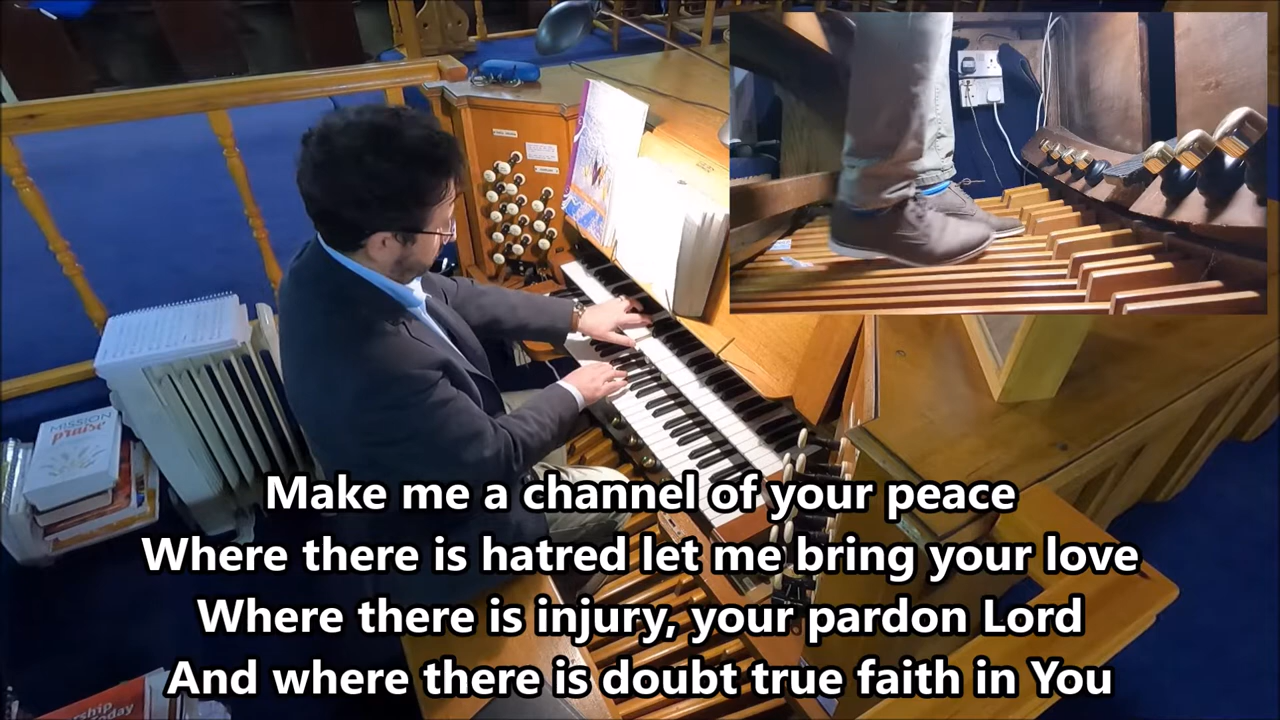 MISSION
praise
Make me a channel of your peace
Where there is hatred let me bring your love
Where there is injury, your pardon Lord
And where there is doubt true faith in You